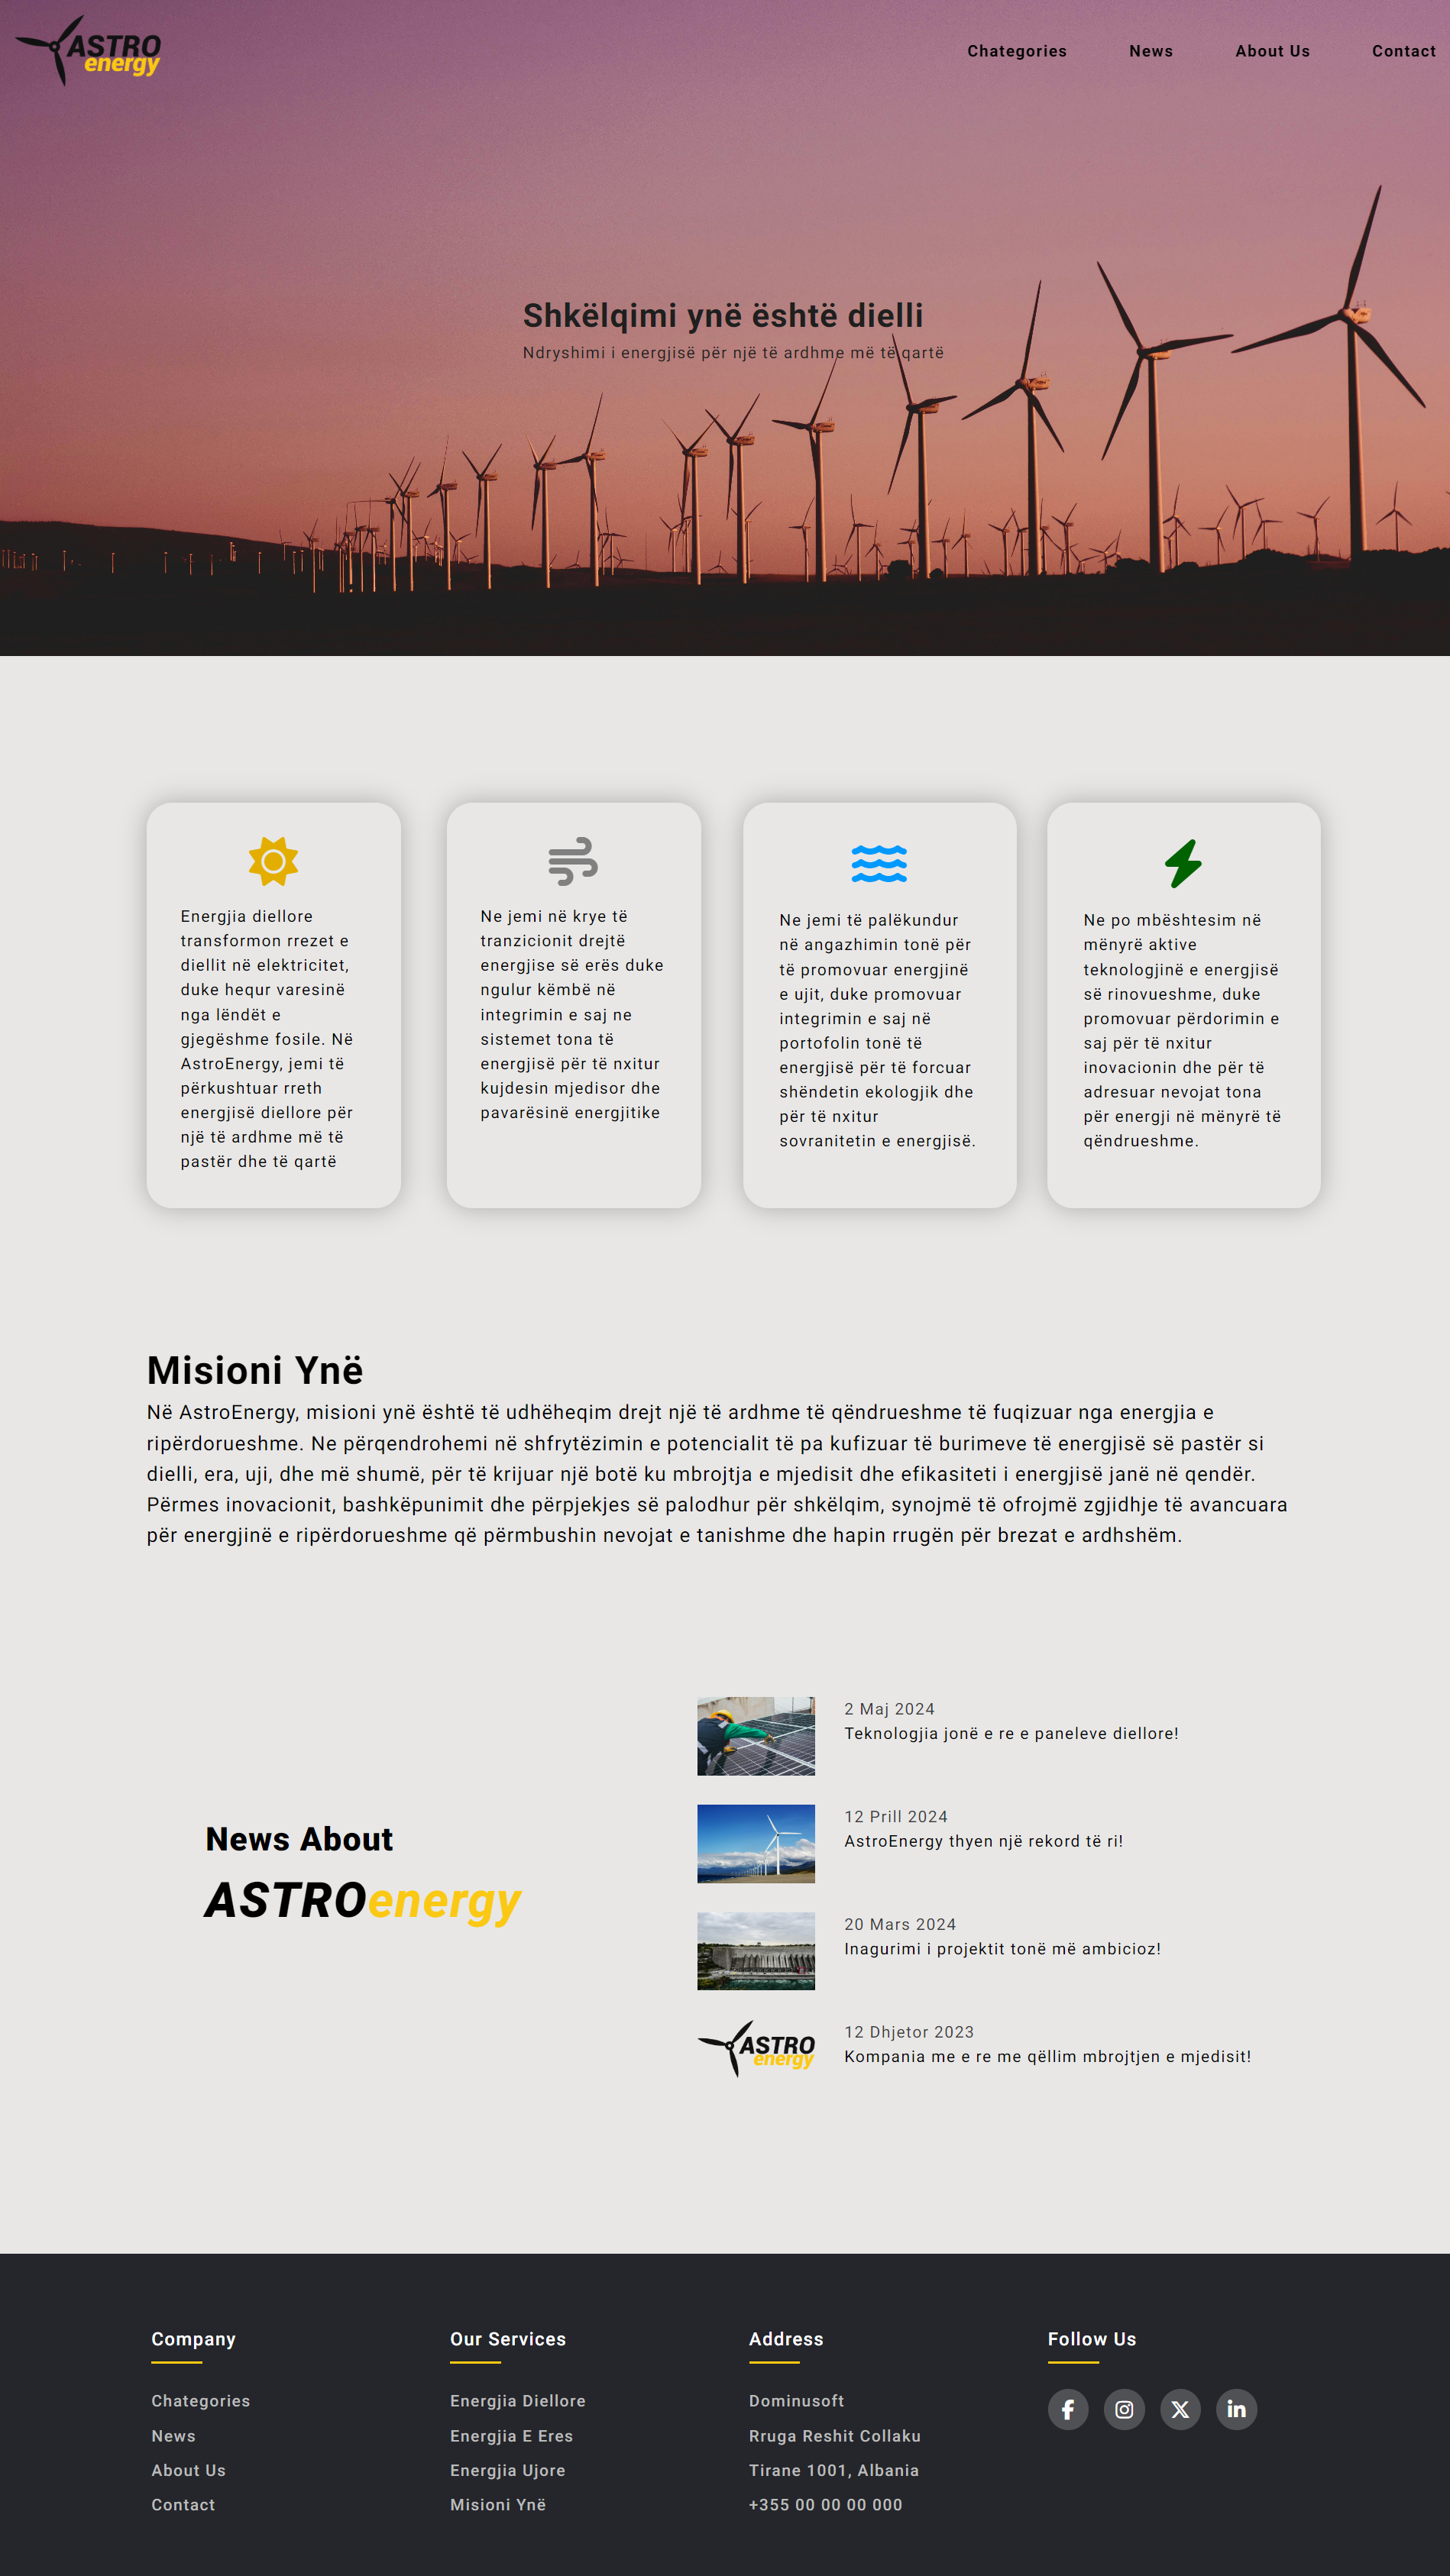 ASTRO
energy
Chategories News About Us Contact
Shkëlqimi ynë është dielli
Ndryshimi i energjisë për një të ardhme më të qartë
Energjia diellore
transformon rrezet e
diellit në elektricitet,
duke hequr varesinë
nga lëndët e
gjegëshme fosile. Në
AstroEnergy, jemi të
përkushtuar rreth
energjisë diellore për
një të ardhme më të
pastër dhe të qartë
Ne jemi në krye të
tranzicionit drejtë
energjise së erës duke
ngulur këmbë në
integrimin e saj ne
sistemet tona të
energjisë për të nxitur
kujdesin mjedisor dhe
pavarësinë energjitike
Ne jemi të palëkundur
në angazhimin tonë për
të promovuar energjinë
e ujit, duke promovuar
integrimin e saj në
portofolin tonë të
energjisë për të forcuar
shëndetin ekologjik dhe
për të nxitur
sovranitetin e energjisë.
Ne po mbështesim në
mënyrë aktive
teknologjinë e energjisë
së rinovueshme, duke
promovuar përdorimin e
saj për të nxitur
inovacionin dhe për të
adresuar nevojat tona
për energji në mënyrë të
qëndrueshme.
Misioni Ynë
Në AstroEnergy, misioni ynë është të udhëheqim drejt një të ardhme të qëndrueshme të fuqizuar nga energjia e
ripërdorueshme. Ne përqendrohemi në shfrytëzimin e potencialit të pa kufizuar të burimeve të energjisë së pastër si
dielli, era, uji, dhe më shumë, për të krijuar një botë ku mbrojtja e mjedisit dhe efikasiteti i energjisë janë në qendër.
Përmes inovacionit, bashkëpunimit dhe përpjekjes së palodhur për shkëlqim, synojmë të ofrojmë zgjidhje të avancuara
për energjinë e ripërdorueshme që përmbushin nevojat e tanishme dhe hapin rrugën për brezat e ardhshëm.
News About
ASTROenergy
2 Maj 2024
Teknologjia jonë e re e paneleve diellore!
12 Prill 2024
AstroEnergy thyen një rekord të ri!
20 Mars 2024
Inagurimi i projektit tonë më ambicioz!
ASTRO
energy
12 Dhjetor 2023
Kompania me e re me qëllim mbrojtjen e mjedisit!
Company
Chategories
News
About Us
Contact
Our Services
Energjia Diellore
Energjia E Eres
Energjia Ujore
Misioni Ynë
Address
Dominusoft
Rruga Reshit Collaku
Tirane 1001, Albania
+355 00 00 00 000
Follow Us